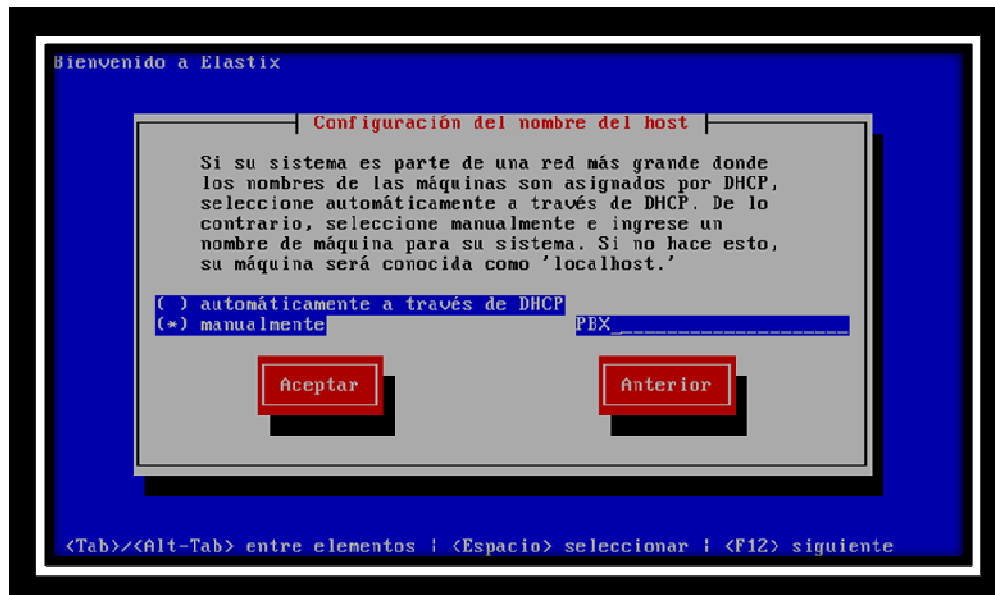 Bienvenido a Elastix
Configuración del nombre del host
Si su sistema es parte de una red más grande donde
los nombres de las máquinas son asignados por DHCP,
seleccione automáticamente a través de DHCP. De lo
contrario, seleccione manualmente e ingrese un
nombre de máquina para su sistema. Si no hace esto,
su máquina será conocida como 'localhost.'
( ) automáticamente a través de DHCP
(*) manualmente PBX_____________________
Aceptar Anterior
<Tab>/<Alt-Tab> entre elementos | <Espacio> seleccionar | <F12> siguiente